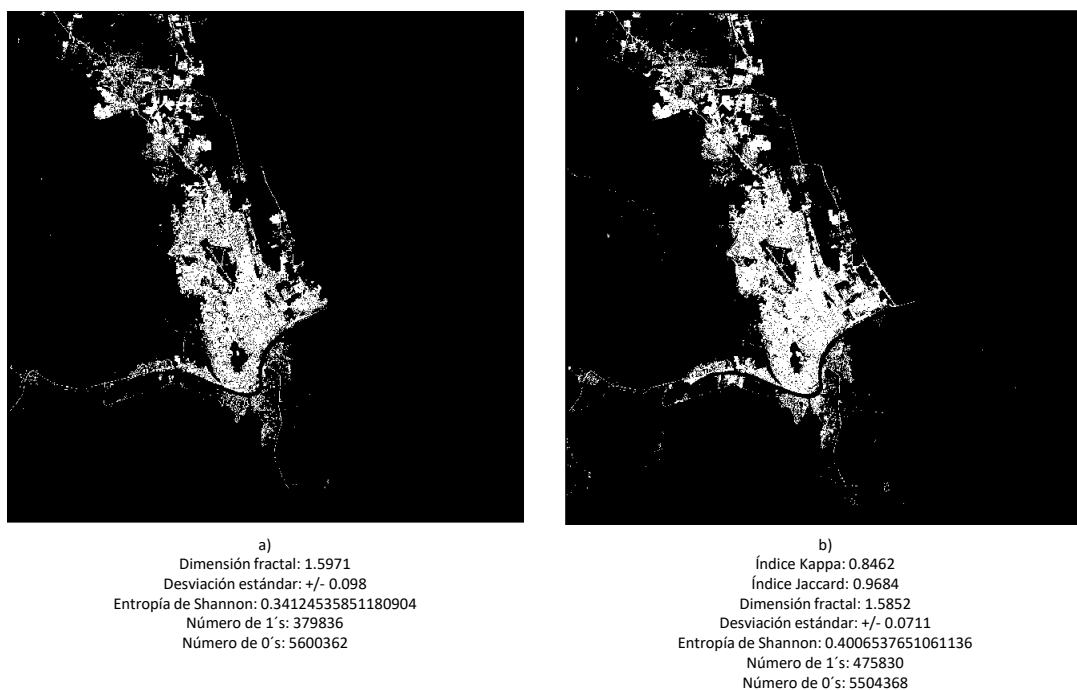 a)
Dimensión fractal: 1.5971
Desviación estándar: +/- 0.098
Entropía de Shannon: 0.34124535851180904
Número de 1´s: 379836
Número de 0´s: 5600362
b)
Índice Kappa: 0.8462
Índice Jaccard: 0.9684
Dimensión fractal: 1.5852
Desviación estándar: +/- 0.0711
Entropía de Shannon: 0.4006537651061136
Número de 1´s: 475830
Número de 0´s: 5504368